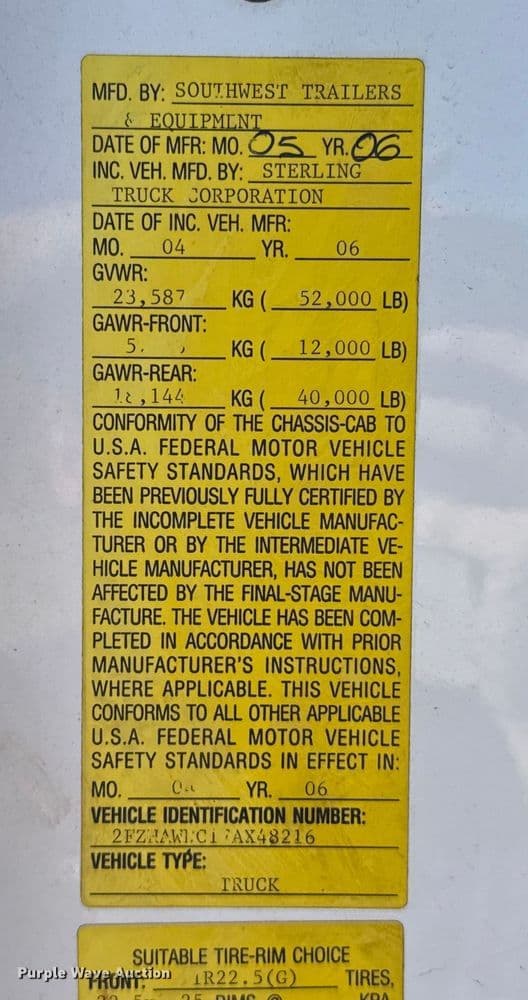 MFD. BY: SOUTHWEST TRAILERS
& EQUIPMENT
DATE OF MFR: MO. 05 YR. 06
INC. VEH. MFD. BY: STERLING
TRUCK CORPORATION
DATE OF INC. VEH. MFR:
MO. 04 YR. 06
GVWR:
23,587 KG ( 52,000 LB)
GAWR-FRONT:
KG ( 12,000 LB)
GAWR-REAR:
18,144 KG ( 40,000 LB)
CONFORMITY OF THE CHASSIS-CAB TO
U.S.A. FEDERAL MOTOR VEHICLE
SAFETY STANDARDS, WHICH HAVE
BEEN PREVIOUSLY FULLY CERTIFIED BY
THE INCOMPLETE VEHICLE MANUFAC-
TURER OR BY THE INTERMEDIATE VE-
HICLE MANUFACTURER, HAS NOT BEEN
AFFECTED BY THE FINAL-STAGE MANU-
FACTURE. THE VEHICLE HAS BEEN COM-
PLETED IN ACCORDANCE WITH PRIOR
MANUFACTURER'S INSTRUCTIONS,
WHERE APPLICABLE. THIS VEHICLE
CONFORMS TO ALL OTHER APPLICABLE
U.S.A. FEDERAL MOTOR VEHICLE
SAFETY STANDARDS IN EFFECT IN:
MO. YR. 06
VEHICLE IDENTIFICATION NUMBER:
VEHICLE TYPE:
TRUCK
SUITABLE TIRE-RIM CHOICE
FRONT: 1R22.5(G) TIRES,
RIMS @ KPA
Purple Wave Auction